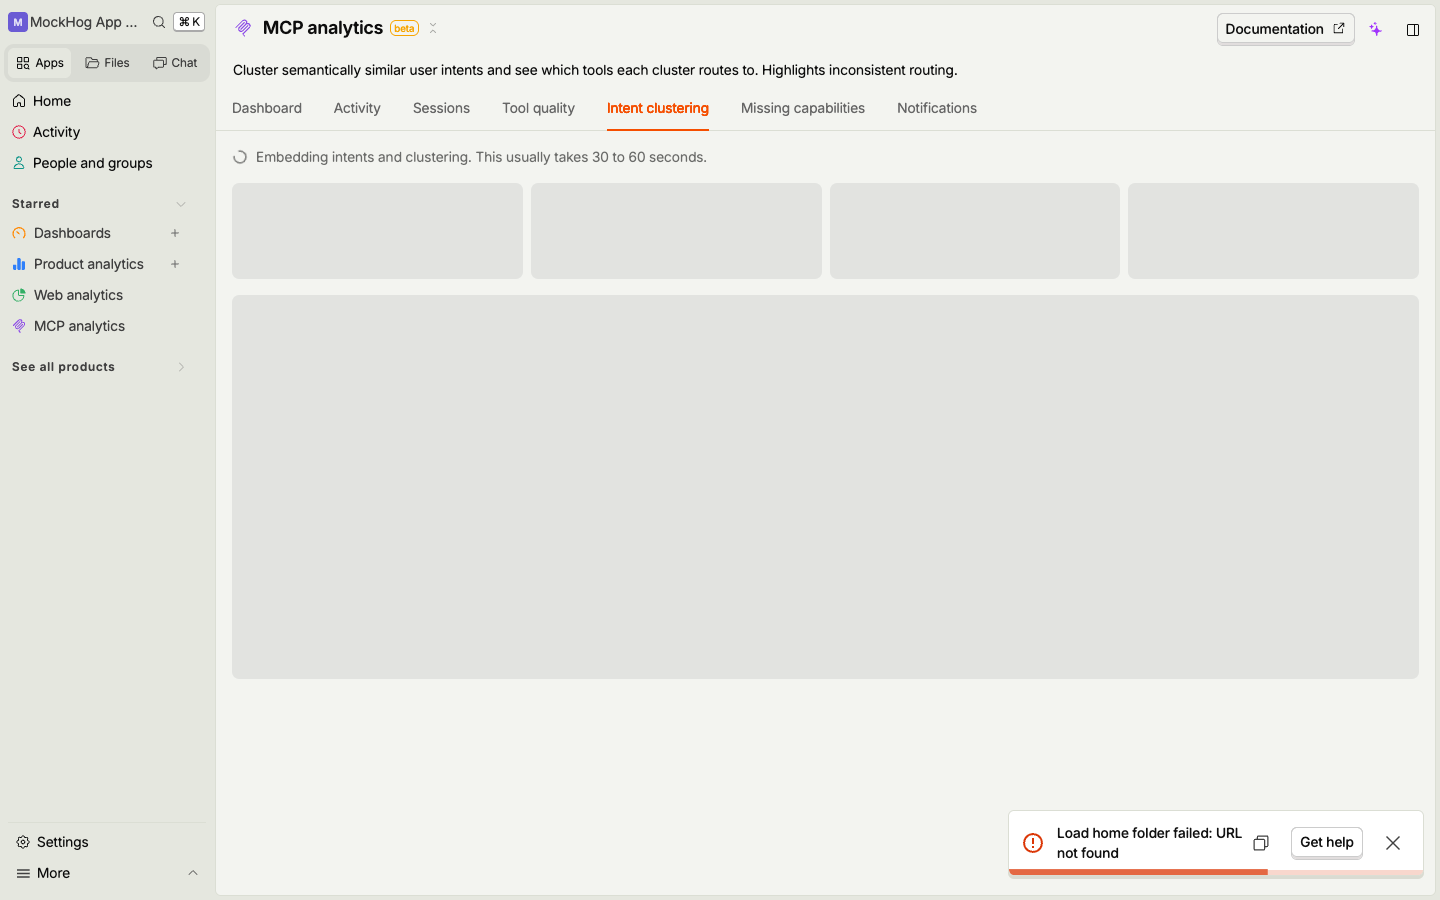 M MockHog App ... ⌘ K
Apps Files Chat
Home
Activity
People and groups
Starred
Dashboards
Product analytics
Web analytics
MCP analytics
See all products
Settings
More
MCP analytics beta
Documentation
Cluster semantically similar user intents and see which tools each cluster routes to. Highlights inconsistent routing.
Dashboard Activity Sessions Tool quality Intent clustering Missing capabilities Notifications
Embedding intents and clustering. This usually takes 30 to 60 seconds.
Load home folder failed: URL
not found
Get help